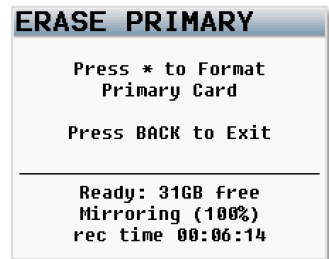 ERASE PRIMARY
Press * to Format
Primary Card
Press BACK to Exit
Ready: 31GB free
Mirroring (100%)
rec time 00:06:14